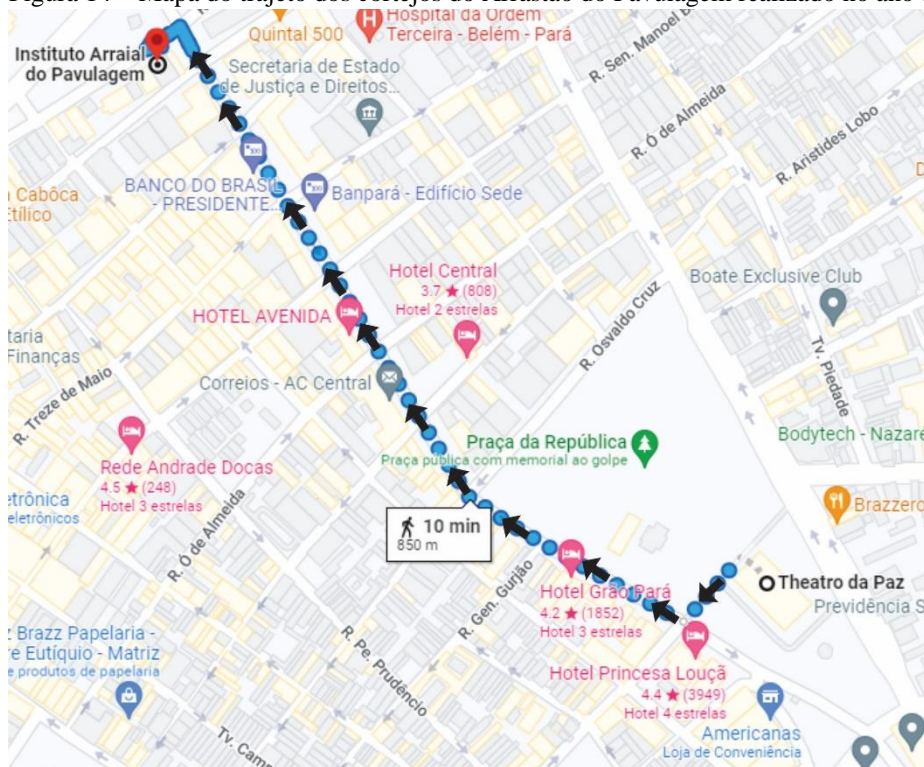 Instituto Arraial
do Pavulagem
Quintal 500
Hospital da Ordem
Terceira - Belém - Pará
Secretaria de Estado
de Justiça e Direitos...
R. Sen. Manoel
R. Ó de Almeida
R. Aristides Lobo
BANCO DO BRASIL
- PRESIDENTE...
Banpará - Edifício Sede
Cabôca
Etílico
Hotel Central
3.7 ★ (808)
Hotel 2 estrelas
Boate Exclusive Club
HOTEL AVENIDA
R. Osvaldo Cruz
Finanças
Tv. Piedade
Correios - AC Central
R. Treze de Maio
Praça da República
Praça pública com memorial ao golpe
Bodytech - Nazaré
Rede Andrade Docas
4.5 ★ (248)
Hotel 3 estrelas
eletrônicos
Brazzero
10 min
850 m
R. Ó de Almeida
R. Gen. Gurjão
Hotel Grão Pará
4.2 ★ (1852)
Hotel 3 estrelas
Theatro da Paz
Previdência S
Brazz Papelaria -
re Eutíquio - Matriz
e produtos de papelaria
R. Pe. Prudêncio
Hotel Princesa Louçã
4.4 ★ (3949)
Hotel 4 estrelas
Americanas
Loja de Conveniência
Tv. Camp